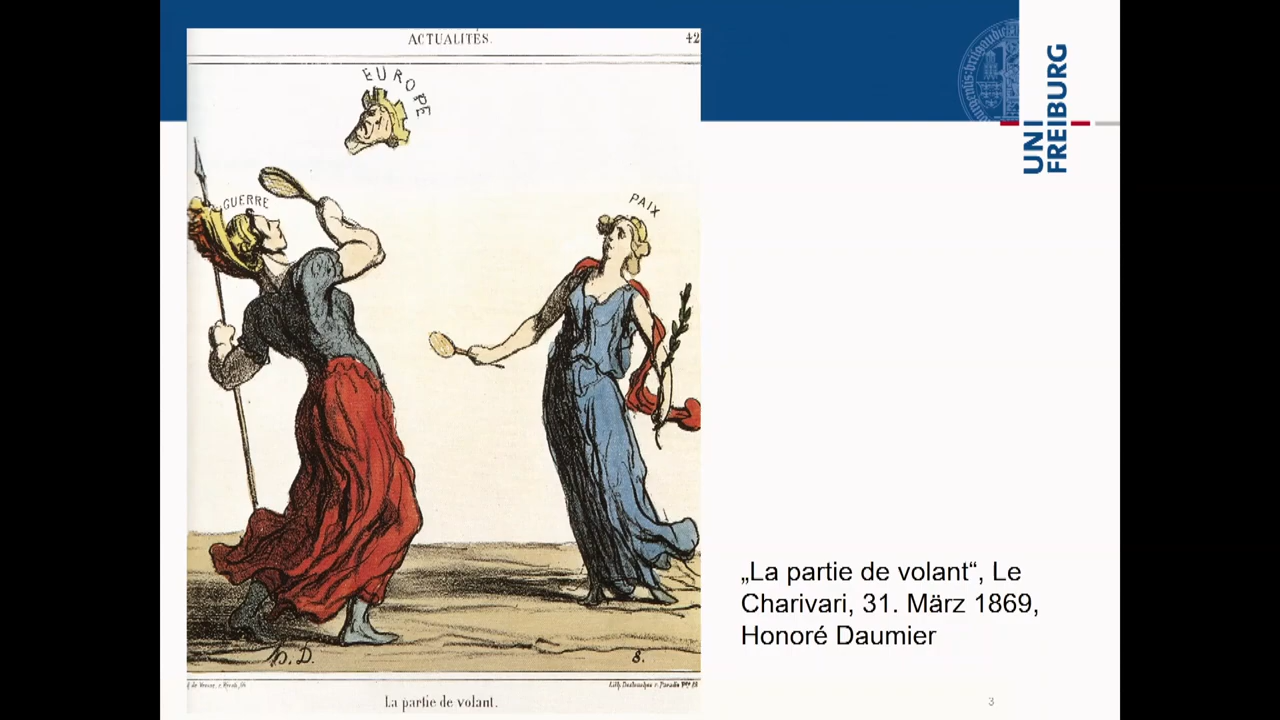 ACTUALITÉS.
42
EUROPE
GUERRE
PAIX
UNI
FREIBURG
„La partie de volant“, Le
Charivari, 31. März 1869,
Honoré Daumier
h. D.
8.
La partie de volant.
3